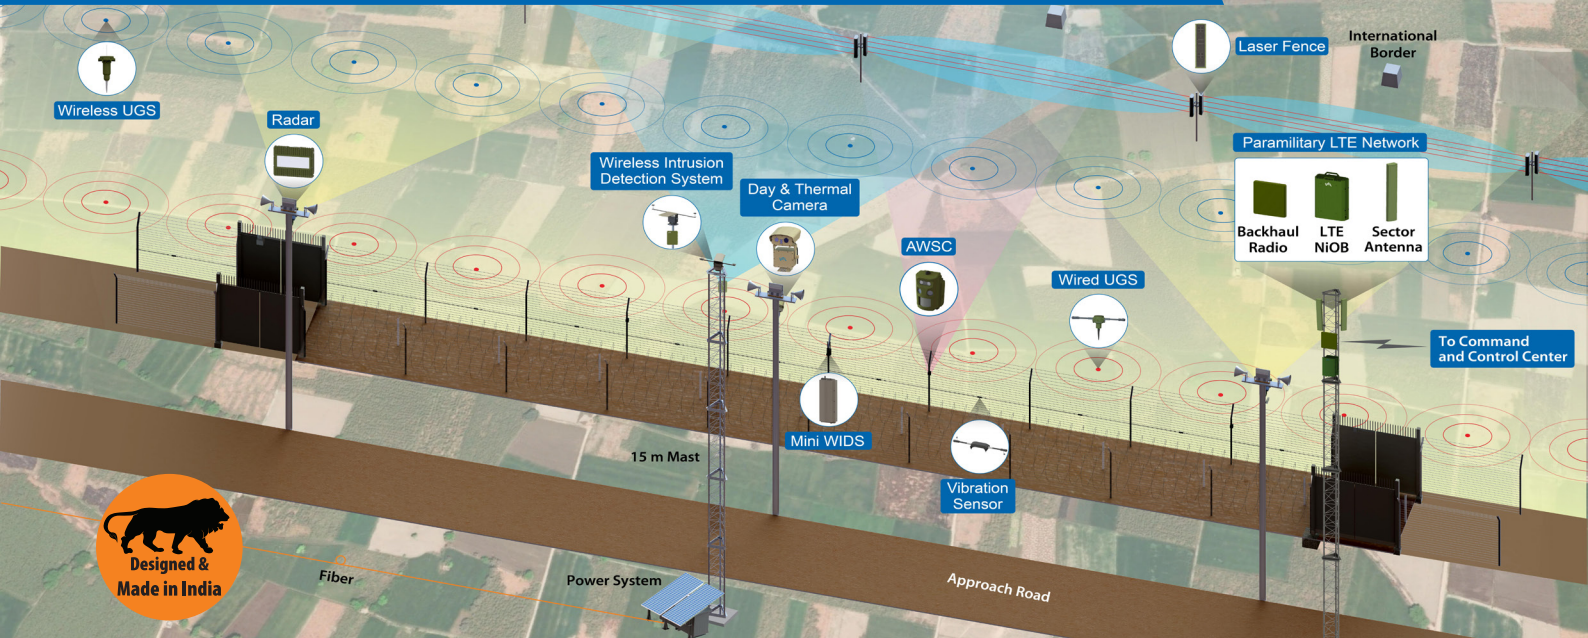 Wireless UGS
Radar
Wireless Intrusion
Detection System
Day & Thermal
Camera
AWSC
Wired UGS
Laser Fence
International
Border
Paramilitary LTE Network
Backhaul
Radio
LTE
NiOB
Sector
Antenna
To Command
and Control Center
Mini WIDS
Vibration
Sensor
15 m Mast
Designed &
Made in India
Fiber
Power System
Approach Road